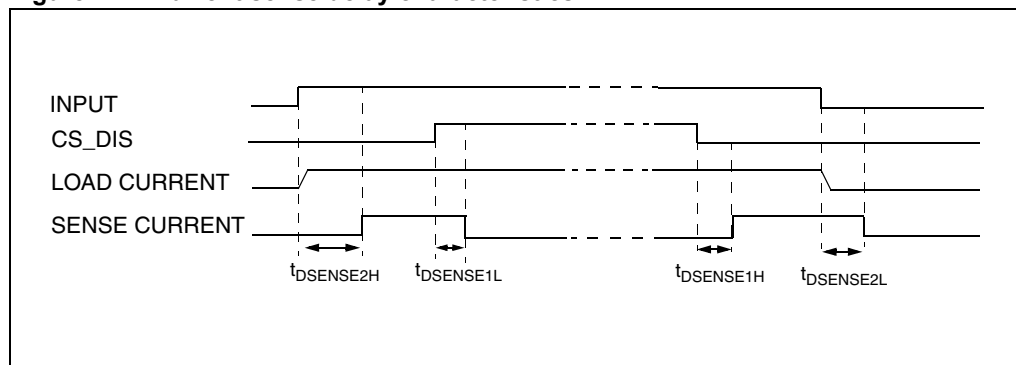 INPUT
CS_DIS
LOAD CURRENT
SENSE CURRENT
tDSENSE2H tDSENSE1L tDSENSE1H tDSENSE2L